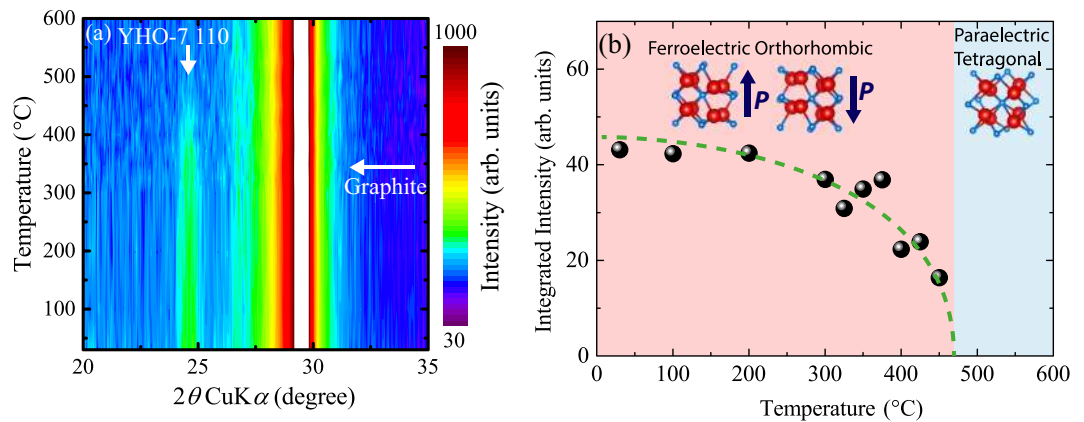 (a) YHO-7 110
Graphite
600
500
400
300
200
100
Temperature (°C)
20 25 30 35
2θ CuKα (degree)
1000
30
Intensity (arb. units)
(b)
Ferroelectric Orthorhombic
Paraelectric
Tetragonal
P
P
60
40
20
0
Integrated Intensity (arb. units)
0 100 200 300 400 500 600
Temperature (°C)